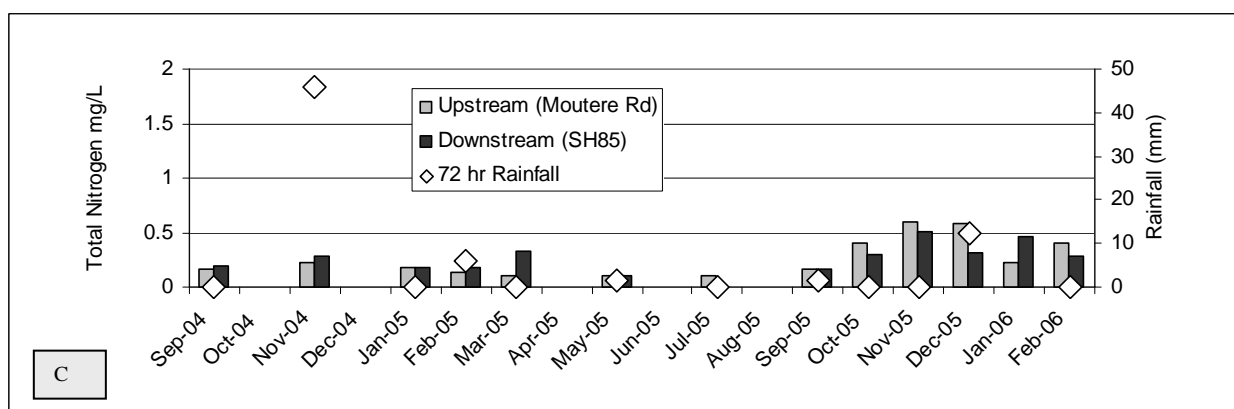 Total Nitrogen mg/L
2
1.5
1
0.5
0
Upstream (Moutere Rd)
Downstream (SH85)
72 hr Rainfall
50
40
30
20
10
0
Rainfall (mm)
Sep-04
Oct-04
Nov-04
Dec-04
Jan-05
Feb-05
Mar-05
Apr-05
May-05
Jun-05
Jul-05
Aug-05
Sep-05
Oct-05
Nov-05
Dec-05
Jan-06
Feb-06
C